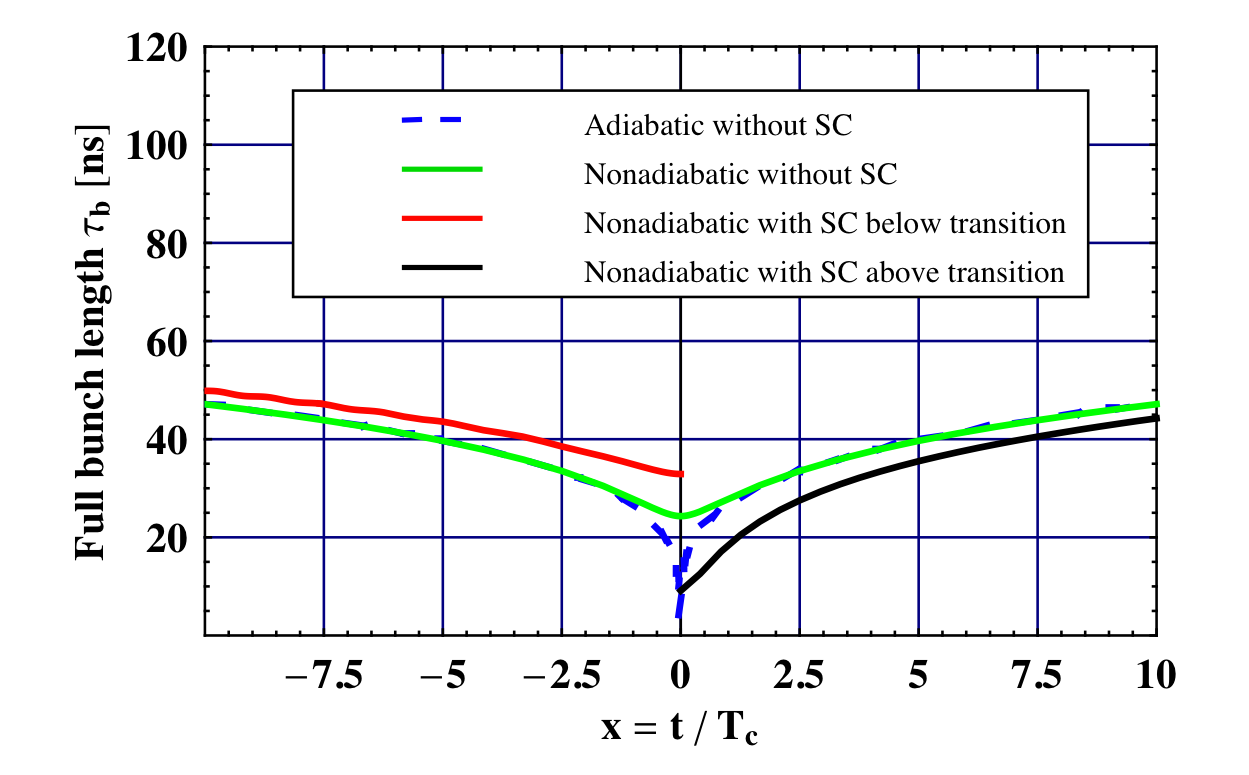 120
100
80
60
40
20
Full bunch length τb [ns]
Adiabatic without SC
Nonadiabatic without SC
Nonadiabatic with SC below transition
Nonadiabatic with SC above transition
−7.5 −5 −2.5 0 2.5 5 7.5 10
x = t / Tc